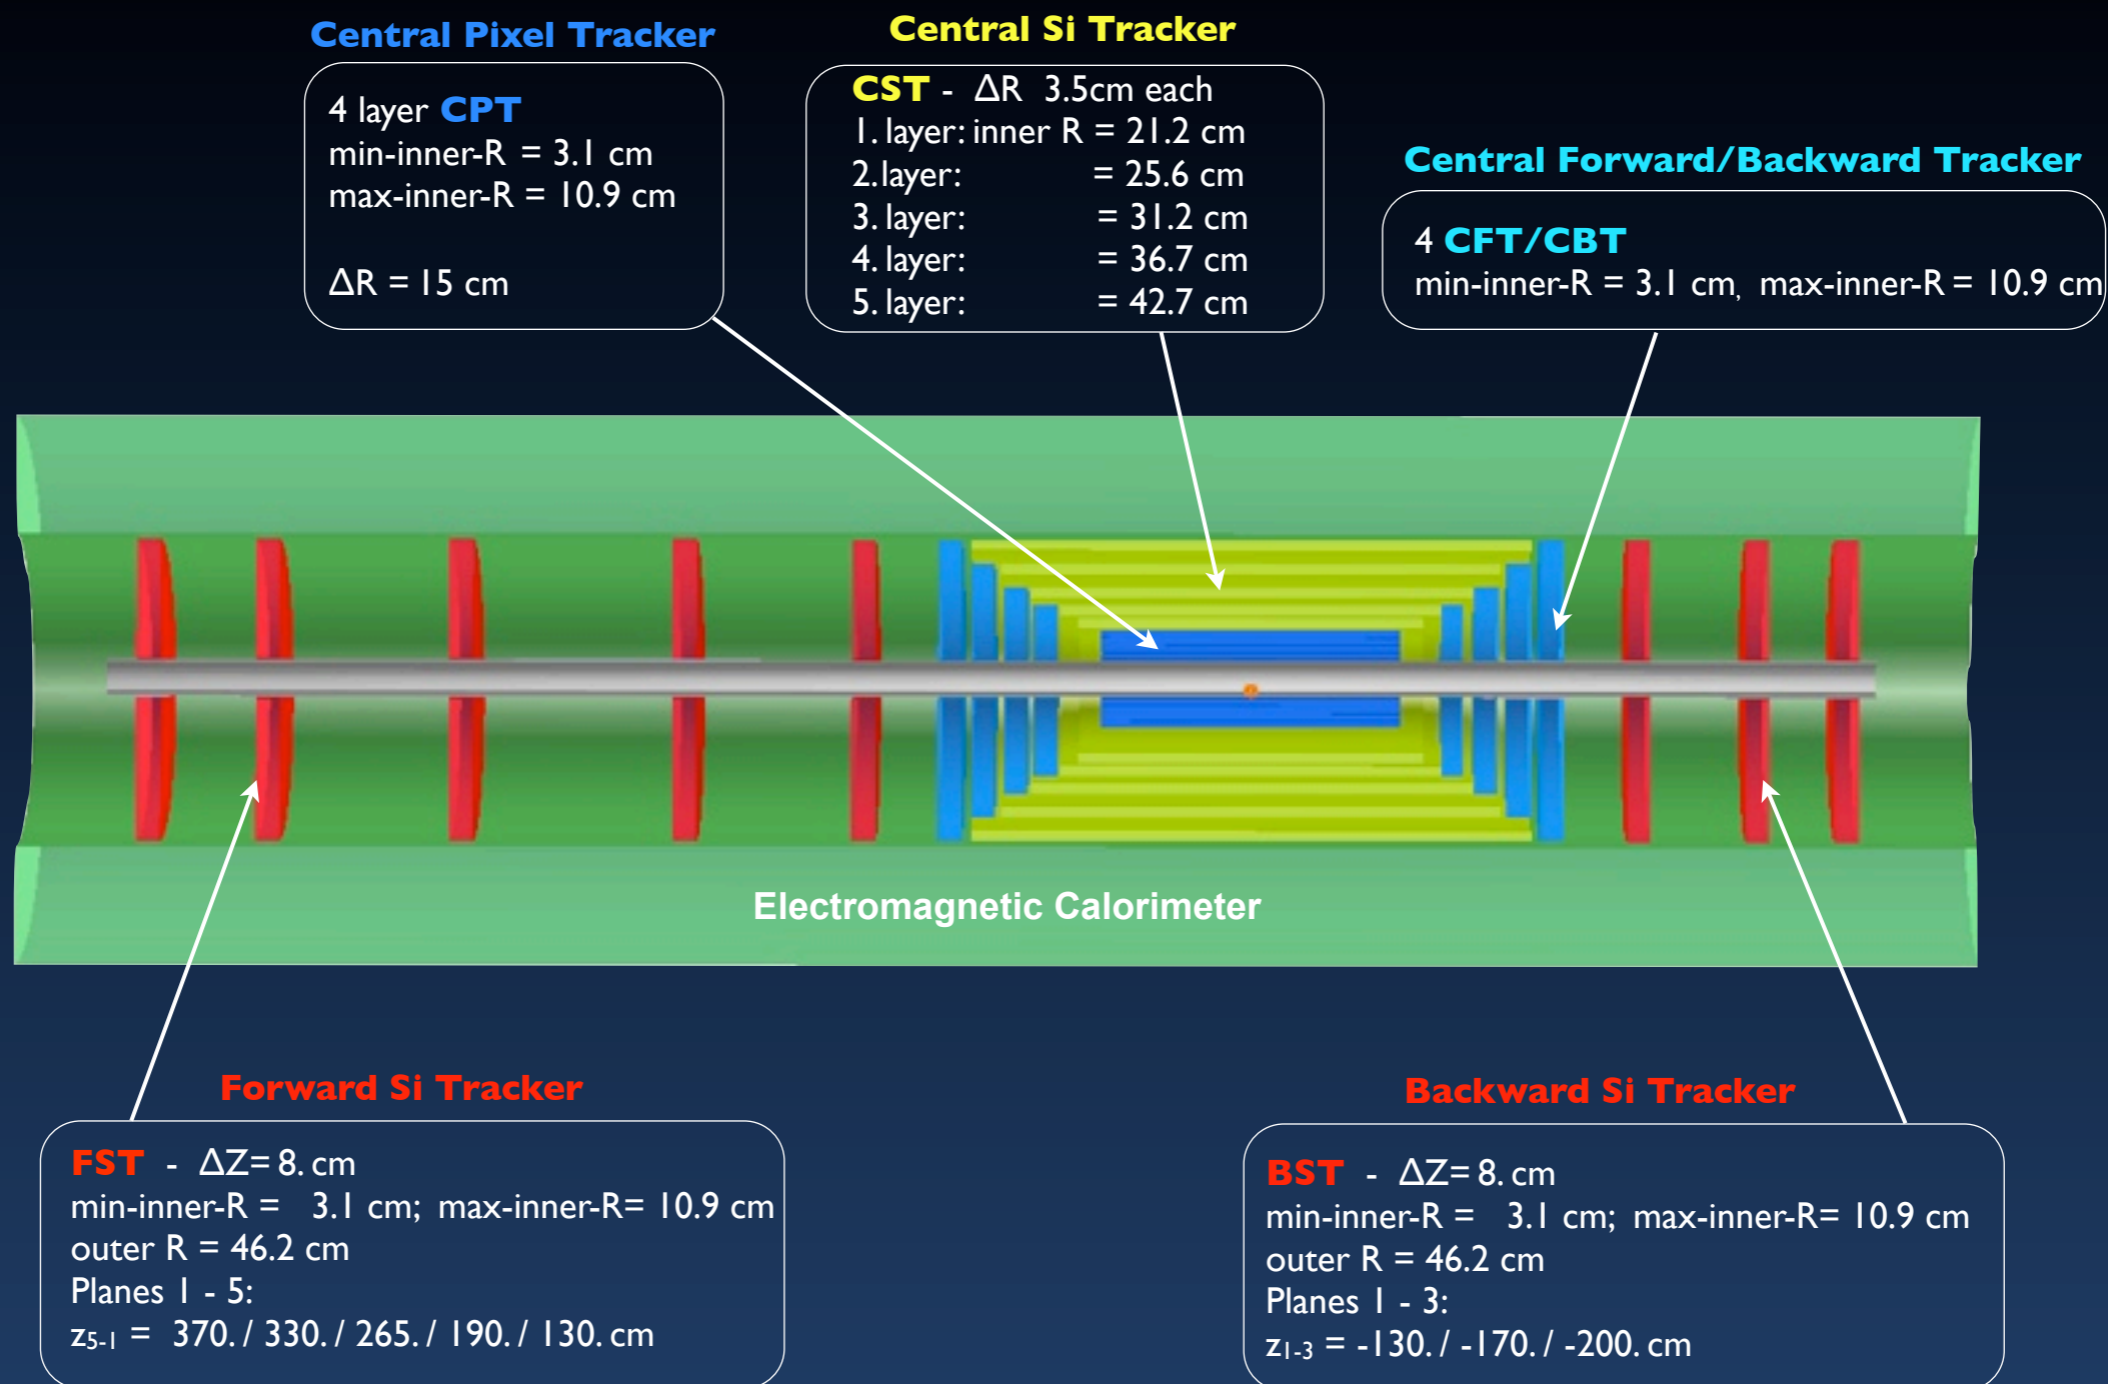 Central Pixel Tracker
4 layer CPT
min-inner-R = 3.1 cm
max-inner-R = 10.9 cm
ΔR = 15 cm
Central Si Tracker
CST - ΔR 3.5cm each
1. layer: inner R = 21.2 cm
2.layer: = 25.6 cm
3. layer: = 31.2 cm
4. layer: = 36.7 cm
5. layer: = 42.7 cm
Central Forward/Backward Tracker
4 CFT/CBT
min-inner-R = 3.1 cm, max-inner-R = 10.9 cm
Electromagnetic Calorimeter
Forward Si Tracker
FST - ΔZ= 8. cm
min-inner-R = 3.1 cm; max-inner-R= 10.9 cm
outer R = 46.2 cm
Planes 1 - 5:
z5-1 = 370. / 330. / 265. / 190. / 130. cm
Backward Si Tracker
BST - ΔZ= 8. cm
min-inner-R = 3.1 cm; max-inner-R= 10.9 cm
outer R = 46.2 cm
Planes 1 - 3:
z1-3 = -130. / -170. / -200. cm